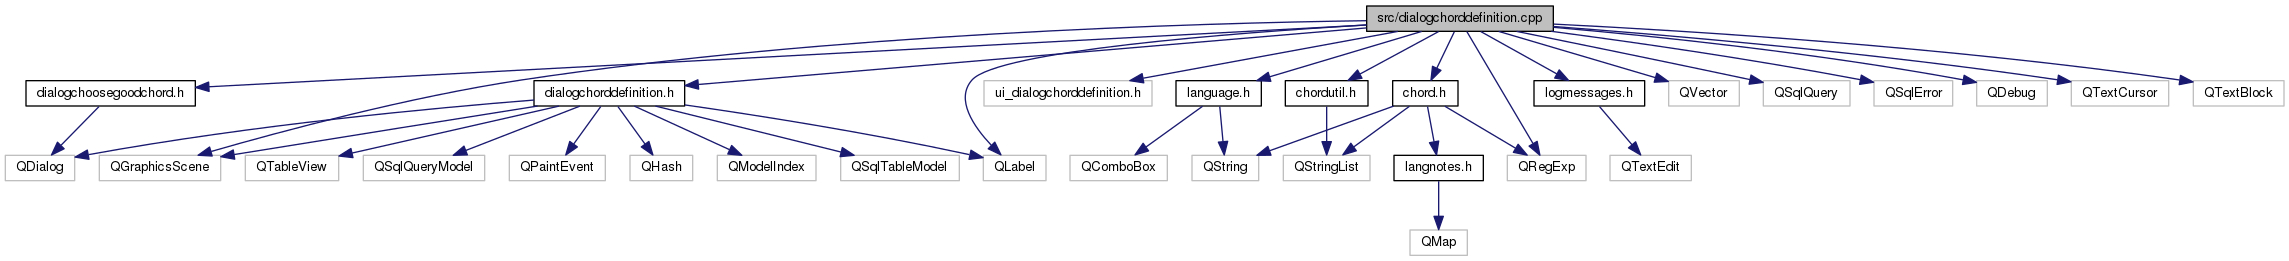 src/dialogchorddefinition.cpp
dialogchoosegoodchord.h
dialogchorddefinition.h
ui_dialogchorddefinition.h
language.h
chordutil.h
chord.h
logmessages.h
QVector
QSqlQuery
QSqlError
QDebug
QTextCursor
QTextBlock
QDialog
QGraphicsScene
QTableView
QSqlQueryModel
QPaintEvent
QHash
QModelIndex
QSqlTableModel
QLabel
QComboBox
QString
QStringList
langnotes.h
QRegExp
QTextEdit
QMap